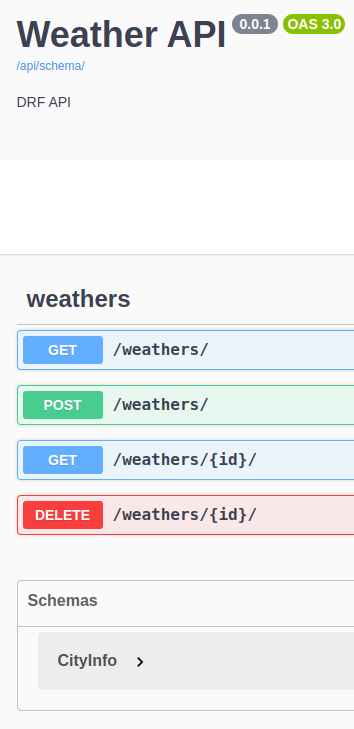 Weather API 0.0.1 OAS 3.0
/api/schema/
DRF API
weathers
GET /weathers/
POST /weathers/
GET /weathers/{id}/
DELETE /weathers/{id}/
Schemas
CityInfo